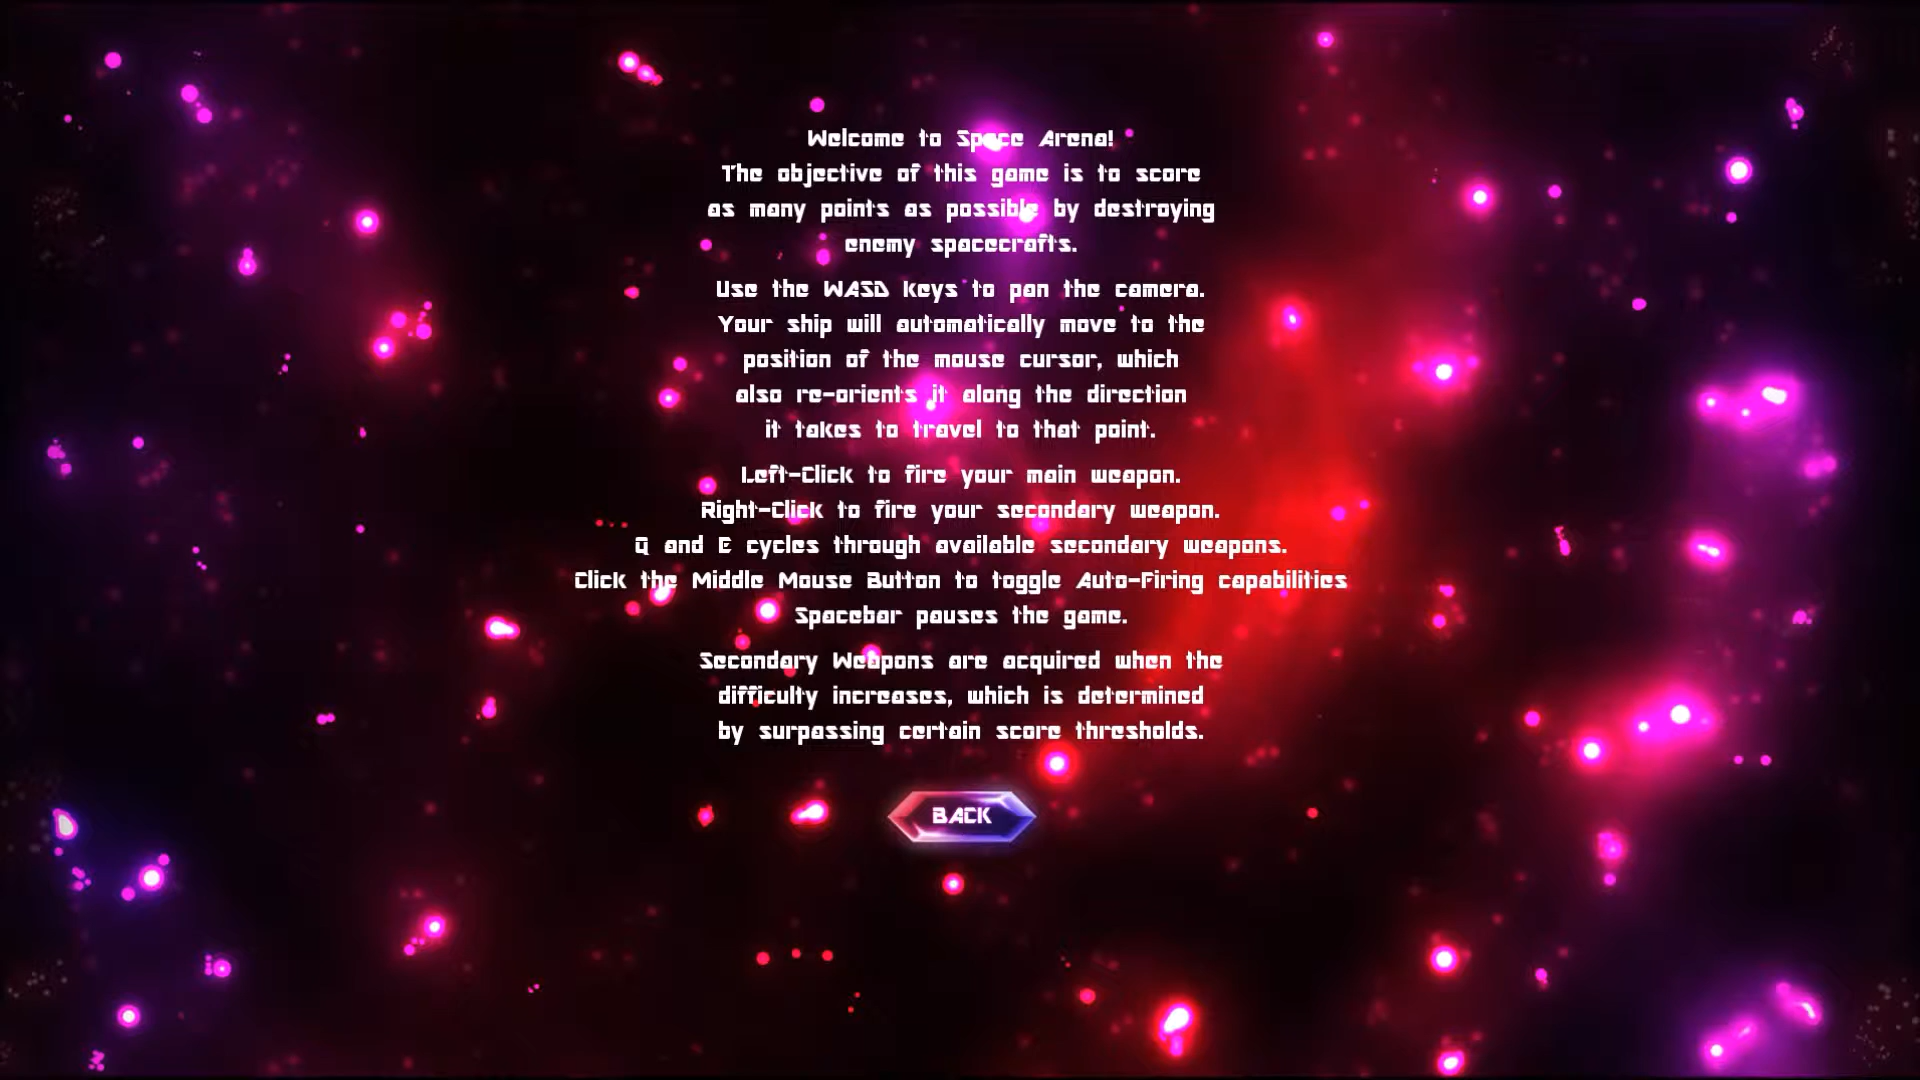 Welcome to Space Arena!
The objective of this game is to score
as many points as possible by destroying
enemy spacecrafts.
Use the WASD keys to pan the camera.
Your ship will automatically move to the
position of the mouse cursor, which
also re-orients it along the direction
it takes to travel to that point.
Left-Click to fire your main weapon.
Right-Click to fire your secondary weapon.
Q and E cycles through available secondary weapons.
Click the Middle Mouse Button to toggle Auto-Firing capabilities
Spacebar pauses the game.
Secondary Weapons are acquired when the
difficulty increases, which is determined
by surpassing certain score thresholds.
BACK